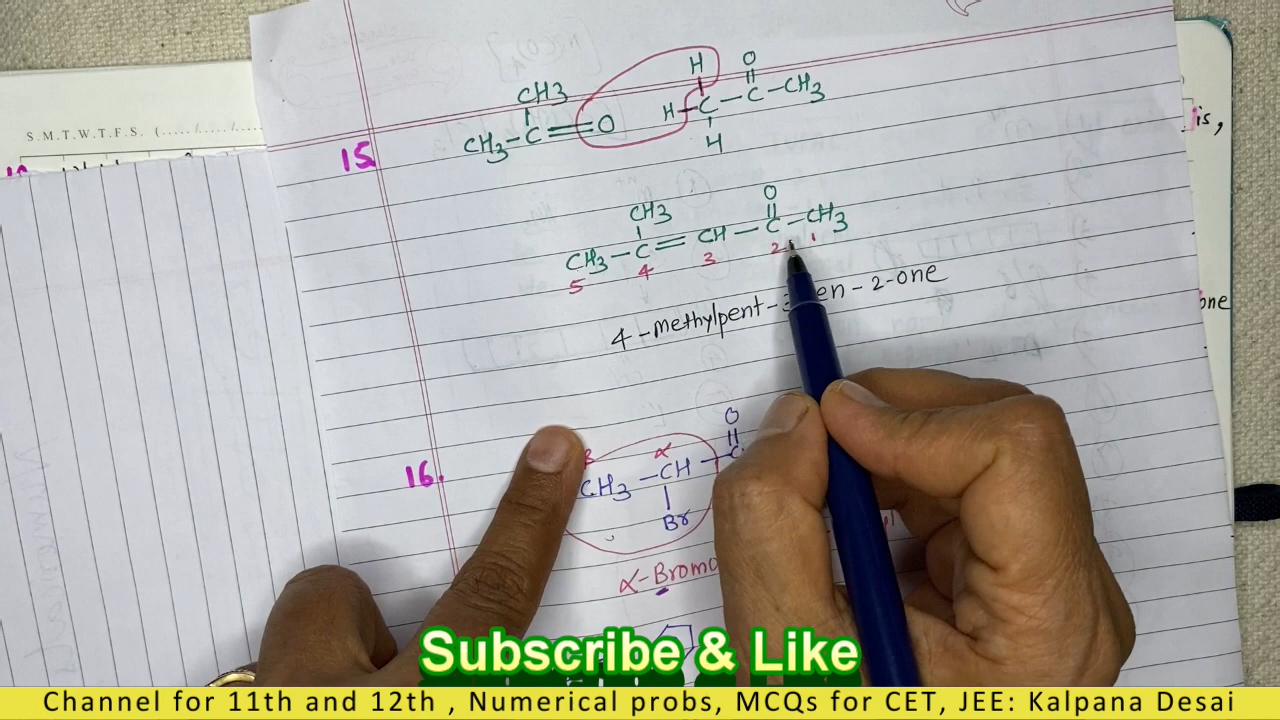 S.M.T.W.T.F.S. (...../...../.....
15.
CH3
CH3-C=O
H
H-C-C-CH3
O
H
CH3
CH3-C=CH-C-CH3
O
5 4 3 2 1
4-methylpent-3-en-2-one
is,
one
16.
O
β α
CH3-CH-C
Br
α-Bromo
Subscribe & Like
Channel for 11th and 12th , Numerical probs, MCQs for CET, JEE: Kalpana Desai